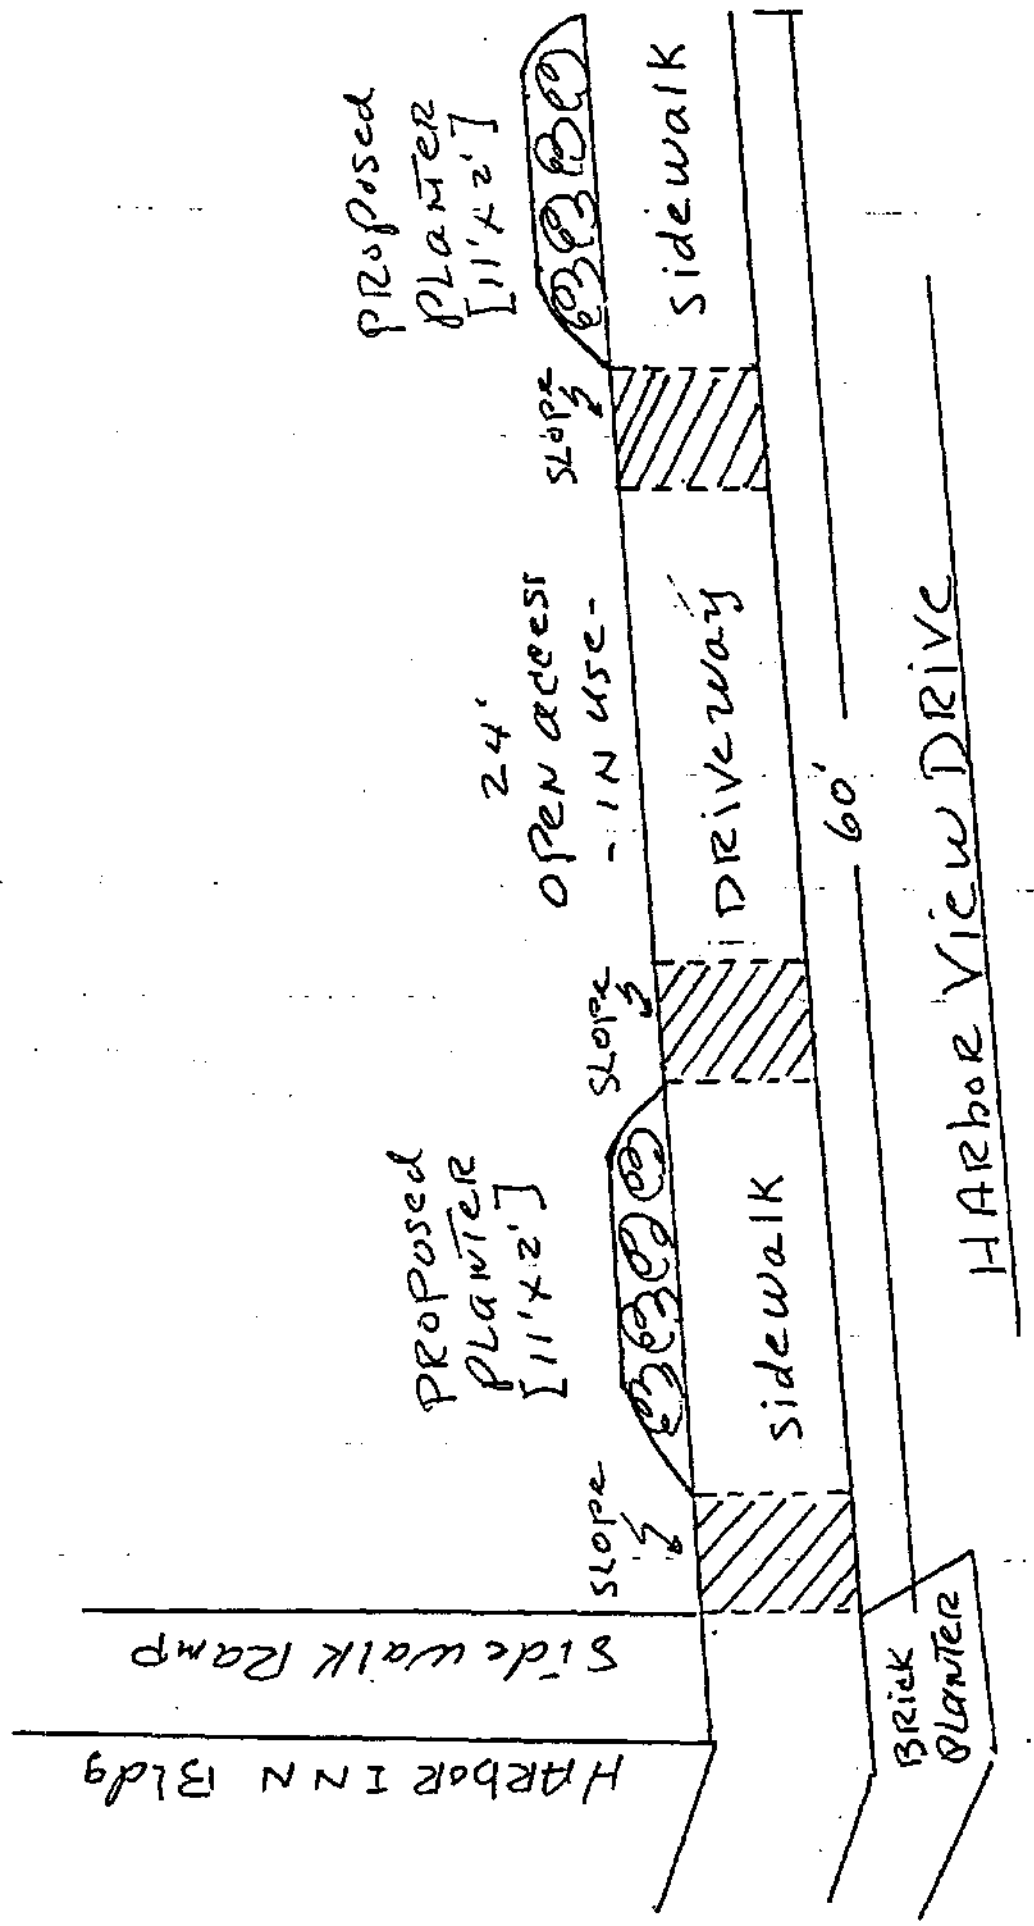 HARbOR INN Bldg
Sidewalk Ramp
SLOPE
PROPOSED
PLANTER
[11'x2']
SLOPE
24'
OPEN access
- IN USE -
SLOPE
PROPOSED
PLANTER
[11'x2']
sidewalk
DRiveway
sidewalk
BRick
PLANTER
60'
HARboR View DRive